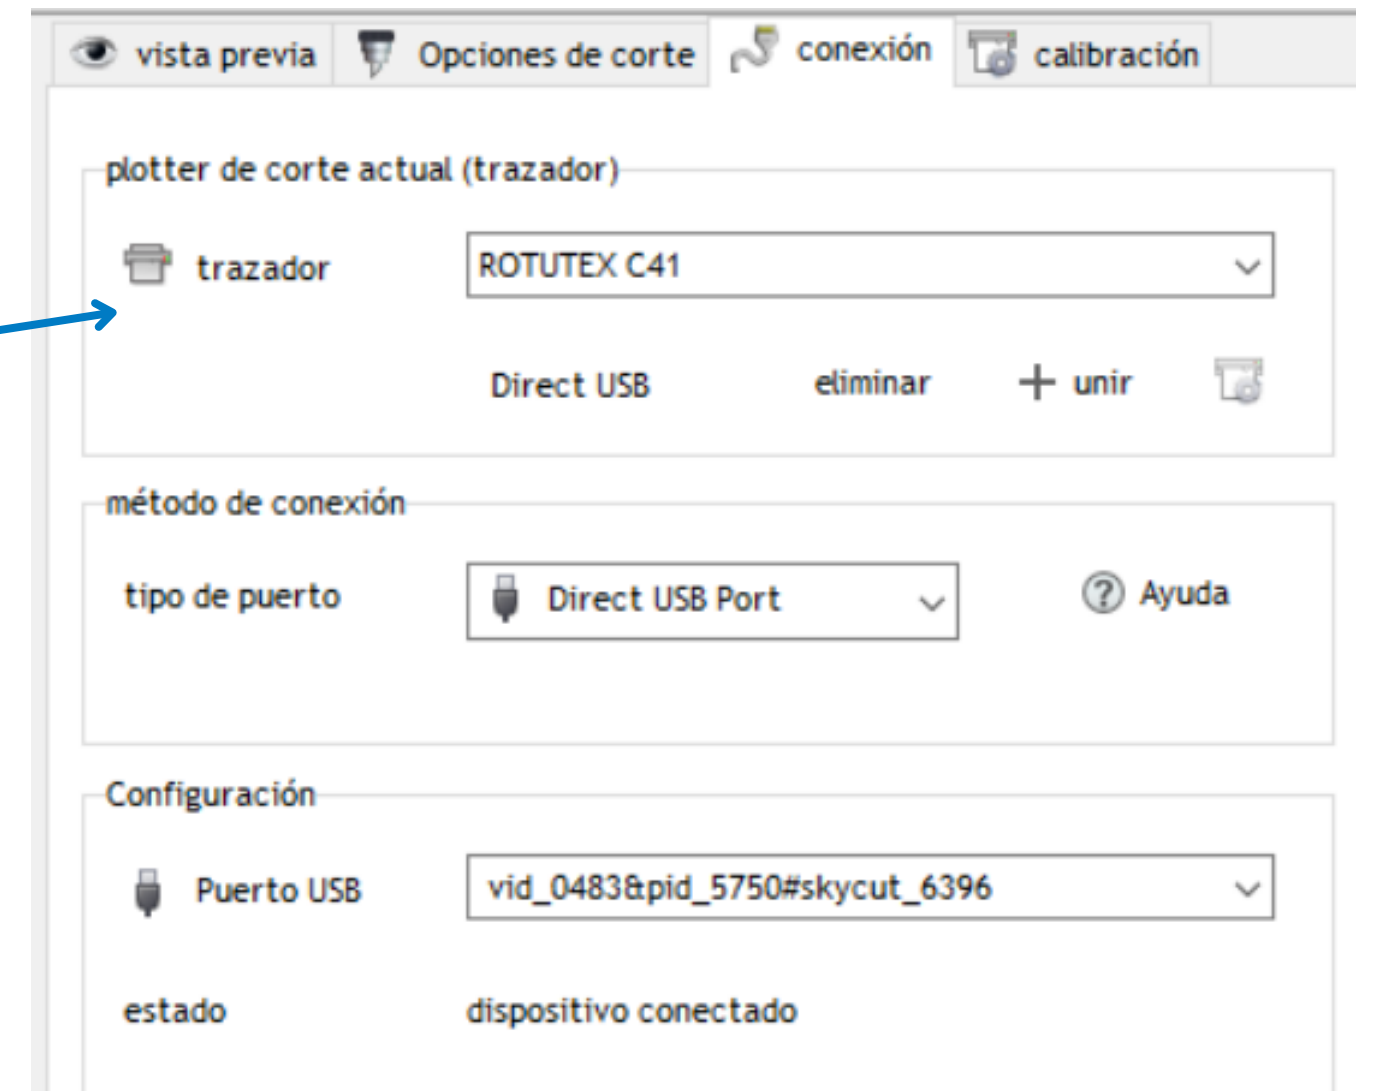 vista previa Opciones de corte conexión calibración
plotter de corte actual (trazador)
trazador ROTUTEX C41
Direct USB eliminar + unir
método de conexión
tipo de puerto Direct USB Port ? Ayuda
Configuración
Puerto USB vid_0483&pid_5750#skycut_6396
estado dispositivo conectado